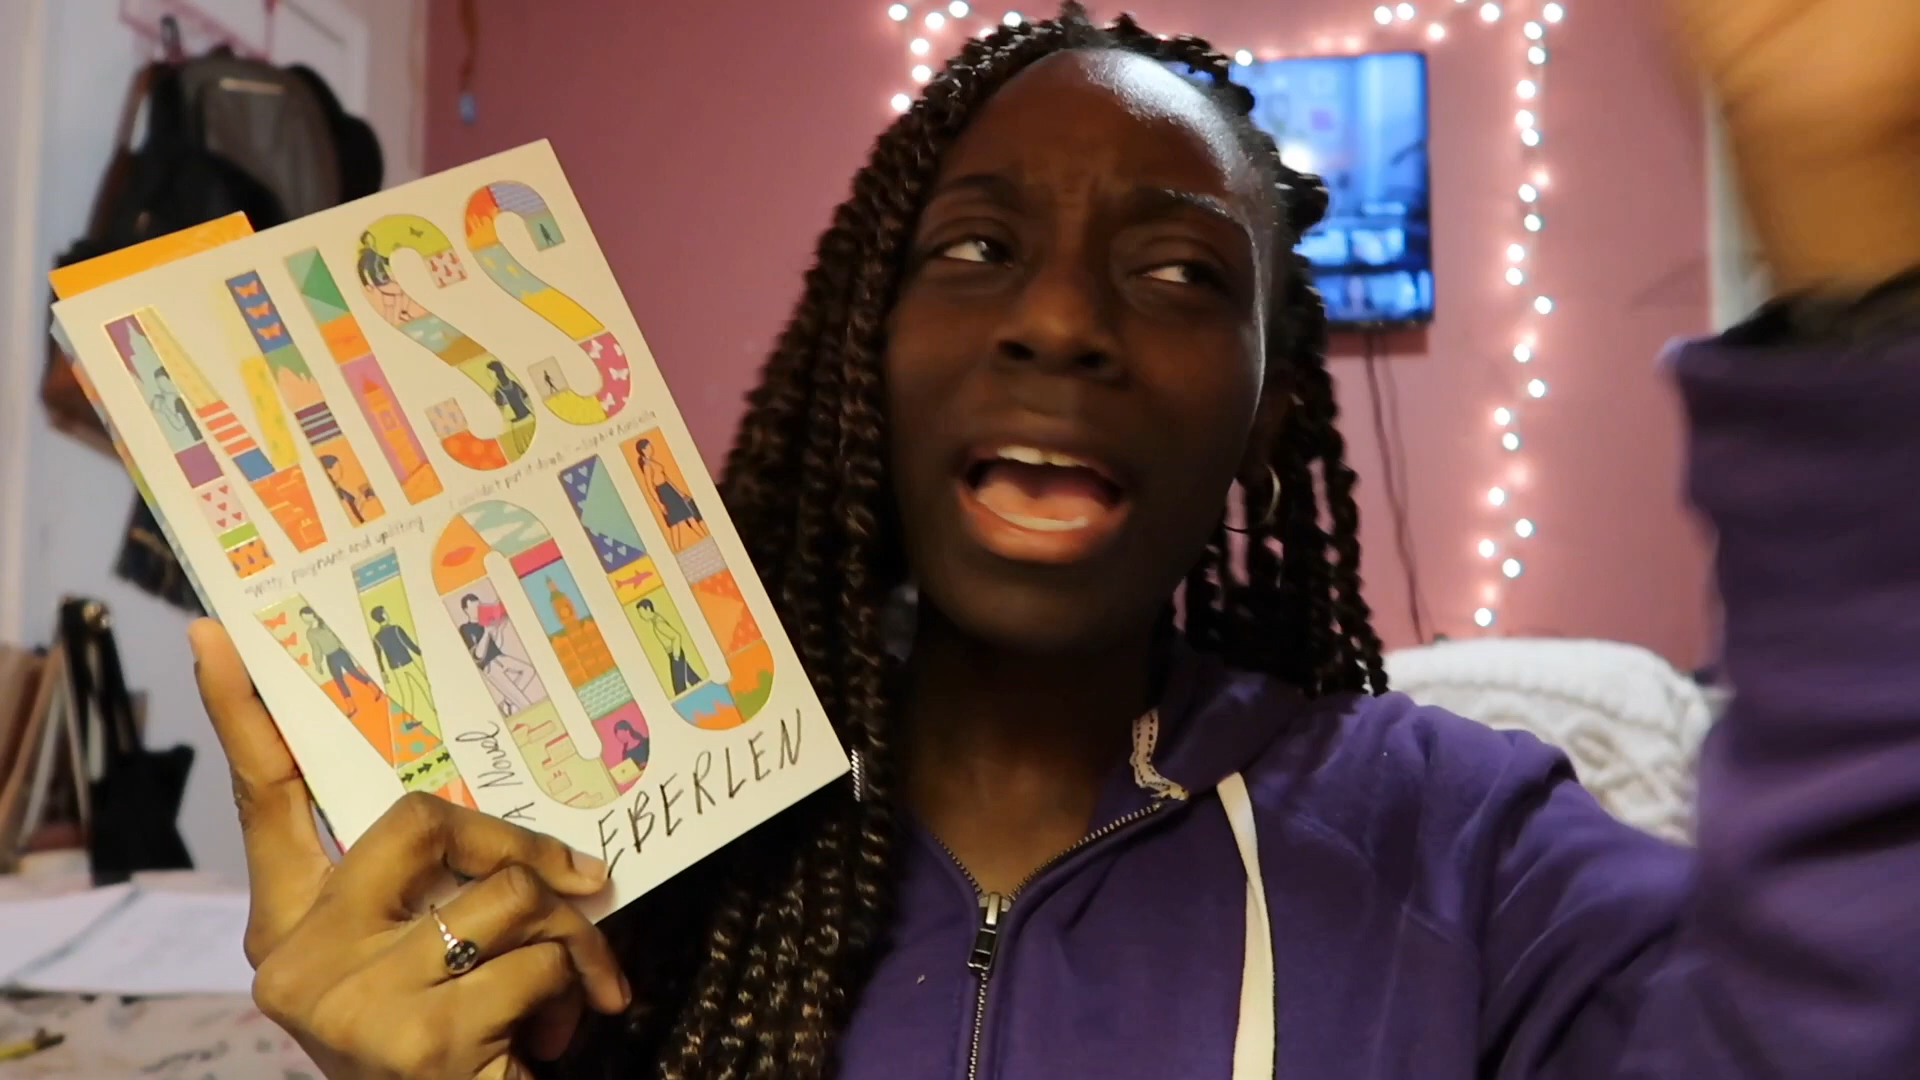 MISS
"Witty, poignant and uplifting. I couldn't put it down." —Sophie Kinsella
YOU
A Novel
EBERLEN